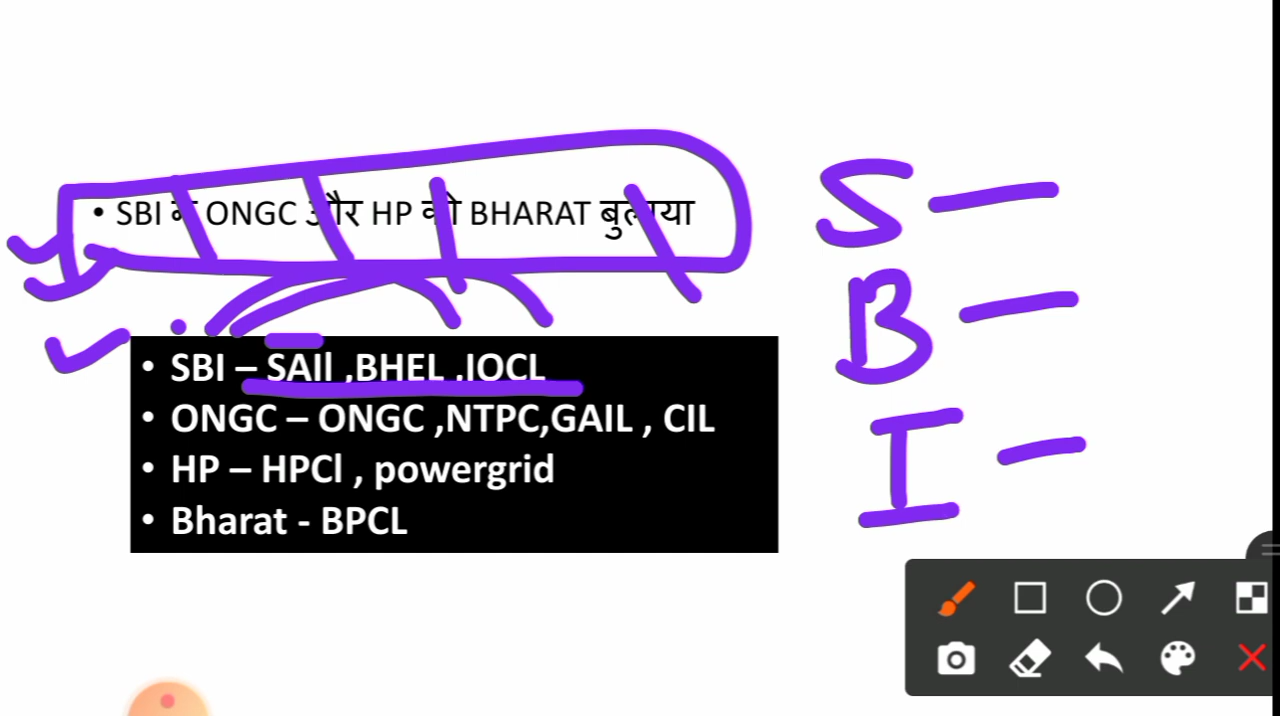 • SBI ने ONGC और HP को BHARAT बुलाया
• SBI – SAIl ,BHEL ,IOCL
• ONGC – ONGC ,NTPC,GAIL , CIL
• HP – HPCl , powergrid
• Bharat - BPCL
S –
B –
I –